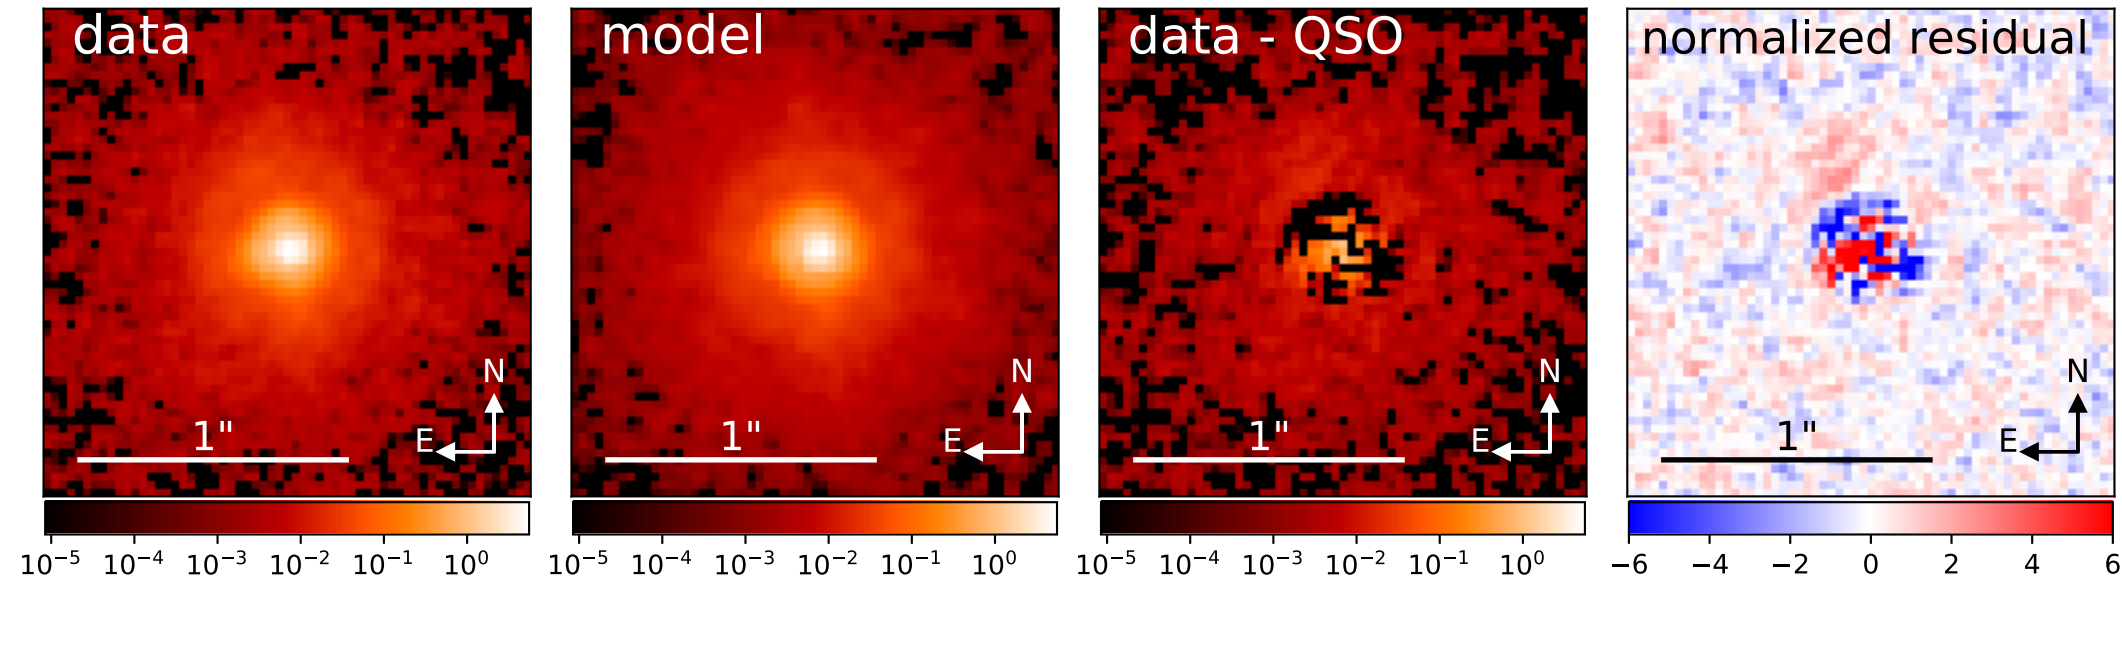 data
model
data - QSO
normalized residual
N
N
N
N
E
E
E
E
1"
1"
1"
1"
10⁻⁵ 10⁻⁴ 10⁻³ 10⁻² 10⁻¹ 10⁰
10⁻⁵ 10⁻⁴ 10⁻³ 10⁻² 10⁻¹ 10⁰
10⁻⁵ 10⁻⁴ 10⁻³ 10⁻² 10⁻¹ 10⁰
−6 −4 −2 0 2 4 6